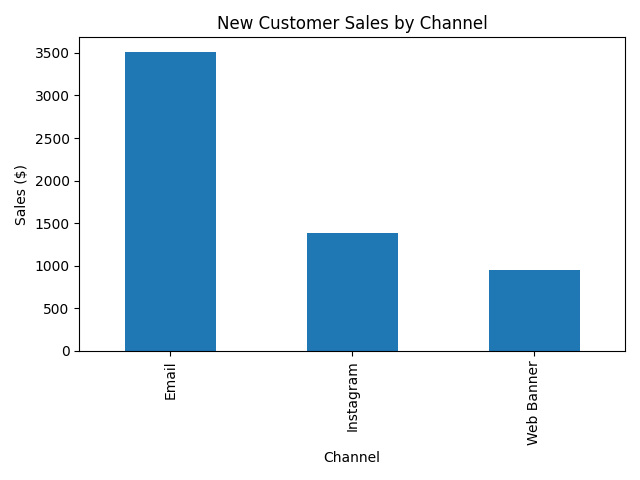 New Customer Sales by Channel
Sales ($)
3500
3000
2500
2000
1500
1000
500
0
Email
Instagram
Web Banner
Channel